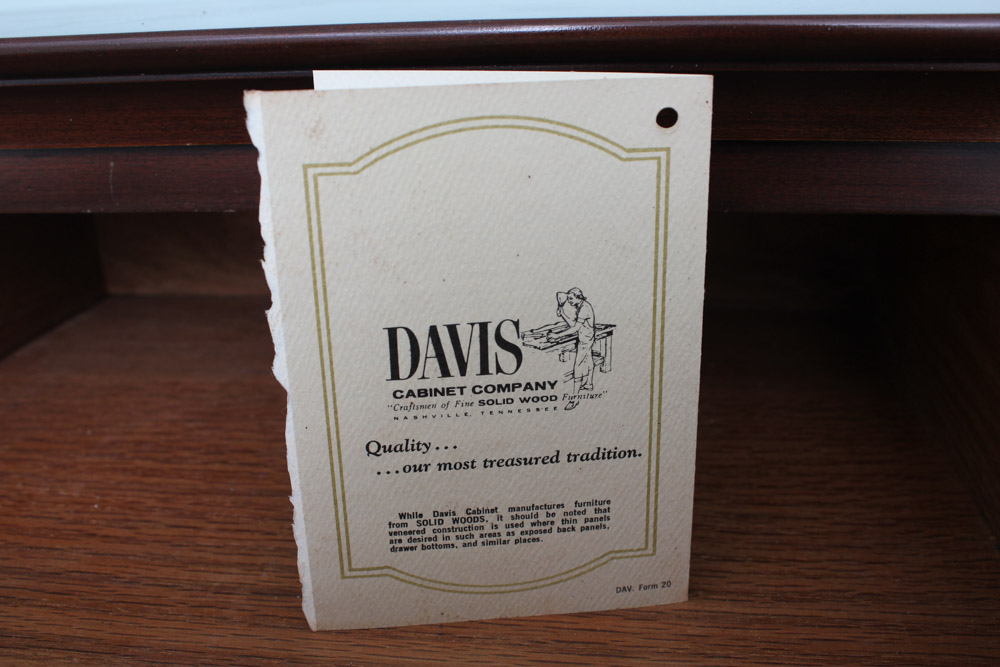 DAVIS
CABINET COMPANY
"Craftsmen of Fine SOLID WOOD Furniture"
NASHVILLE, TENNESSEE
Quality...
...our most treasured tradition.
While Davis Cabinet manufactures furniture
from SOLID WOODS, it should be noted that
veneered construction is used where thin panels
are desired in such areas as exposed back panels,
drawer bottoms, and similar places.
DAV. Form 20